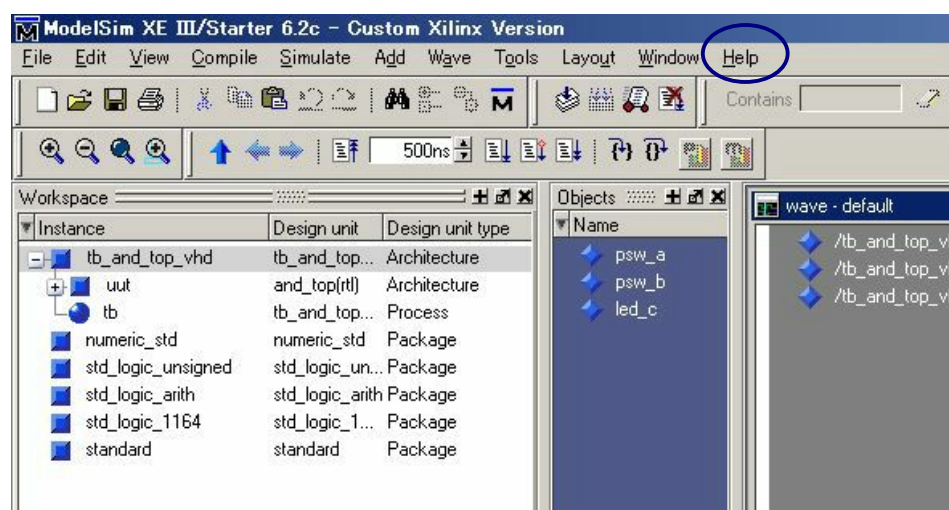 ModelSim XE III/Starter 6.2c - Custom Xilinx Version
File Edit View Compile Simulate Add Wave Tools Layout Window Help
Contains
500ns
Workspace
Objects
wave - default
Instance Design unit Design unit type
Name
tb_and_top_vhd tb_and_top... Architecture
uut and_top(rtl) Architecture
tb tb_and_top... Process
numeric_std numeric_std Package
std_logic_unsigned std_logic_un... Package
std_logic_arith std_logic_arith Package
std_logic_1164 std_logic_1... Package
standard standard Package
psw_a
psw_b
led_c
/tb_and_top_v
/tb_and_top_v
/tb_and_top_v